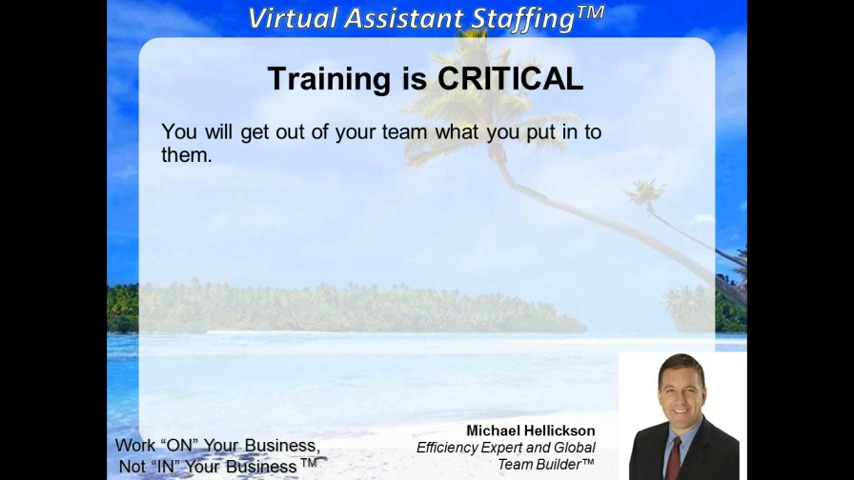 Virtual Assistant Staffing™
Training is CRITICAL
You will get out of your team what you put in to
them.
Michael Hellickson
Efficiency Expert and Global
Team Builder™
Work “ON” Your Business,
Not “IN” Your Business™